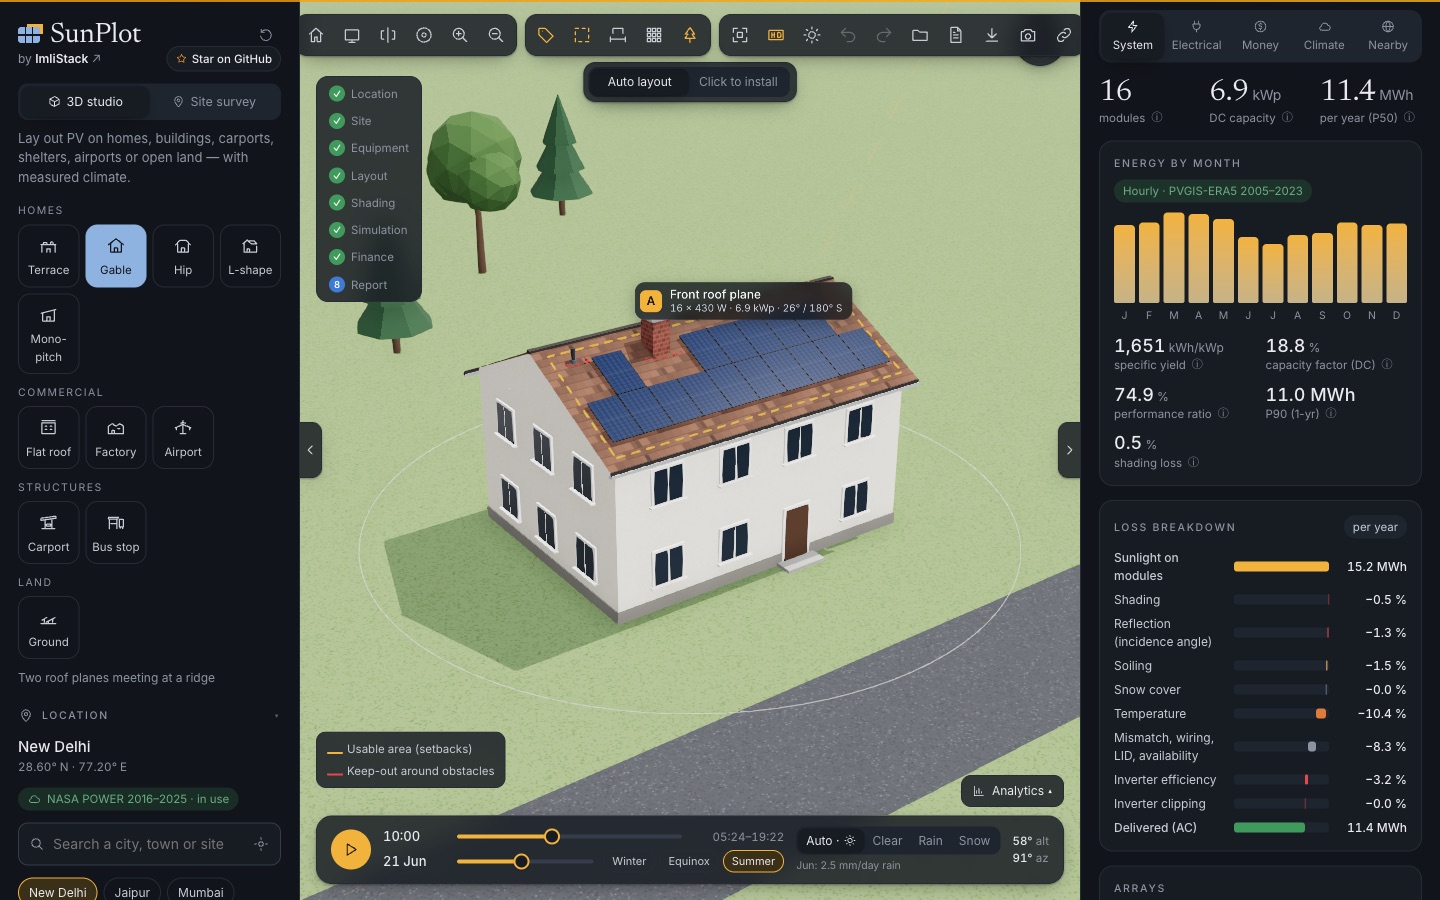 SunPlot
by ImliStack ↗
Star on GitHub
3D studio
Site survey
Lay out PV on homes, buildings, carports,
shelters, airports or open land — with
measured climate.
HOMES
Terrace
Gable
Hip
L-shape
Mono-
pitch
COMMERCIAL
Flat roof
Factory
Airport
STRUCTURES
Carport
Bus stop
LAND
Ground
Two roof planes meeting at a ridge
LOCATION
New Delhi
28.60° N · 77.20° E
NASA POWER 2016–2025 · in use
Search a city, town or site
New Delhi
Jaipur
Mumbai
HD
Auto layout
Click to install
Location
Site
Equipment
Layout
Shading
Simulation
Finance
8 Report
A Front roof plane
16 × 430 W · 6.9 kWp · 26° / 180° S
Usable area (setbacks)
Keep-out around obstacles
Analytics
10:00
05:24–19:22
21 Jun
Winter
Equinox
Summer
Auto ·
Clear
Rain
Snow
Jun: 2.5 mm/day rain
58° alt
91° az
System
Electrical
Money
Climate
Nearby
16
modules
6.9 kWp
DC capacity
11.4 MWh
per year (P50)
ENERGY BY MONTH
Hourly · PVGIS-ERA5 2005–2023
J F M A M J J A S O N D
1,651 kWh/kWp
specific yield
18.8 %
capacity factor (DC)
74.9 %
performance ratio
11.0 MWh
P90 (1-yr)
0.5 %
shading loss
LOSS BREAKDOWN
per year
Sunlight on
modules
15.2 MWh
Shading
−0.5 %
Reflection
(incidence angle)
−1.3 %
Soiling
−1.5 %
Snow cover
−0.0 %
Temperature
−10.4 %
Mismatch, wiring,
LID, availability
−8.3 %
Inverter efficiency
−3.2 %
Inverter clipping
−0.0 %
Delivered (AC)
11.4 MWh
ARRAYS